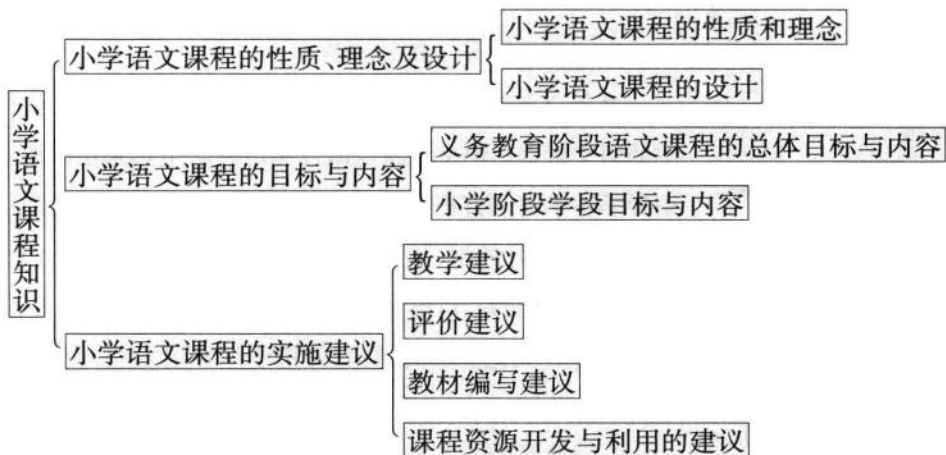 小学语文课程知识
小学语文课程的性质、理念及设计
小学语文课程的性质和理念
小学语文课程的设计
小学语文课程的目标与内容
义务教育阶段语文课程的总体目标与内容
小学阶段学段目标与内容
小学语文课程的实施建议
教学建议
评价建议
教材编写建议
课程资源开发与利用的建议